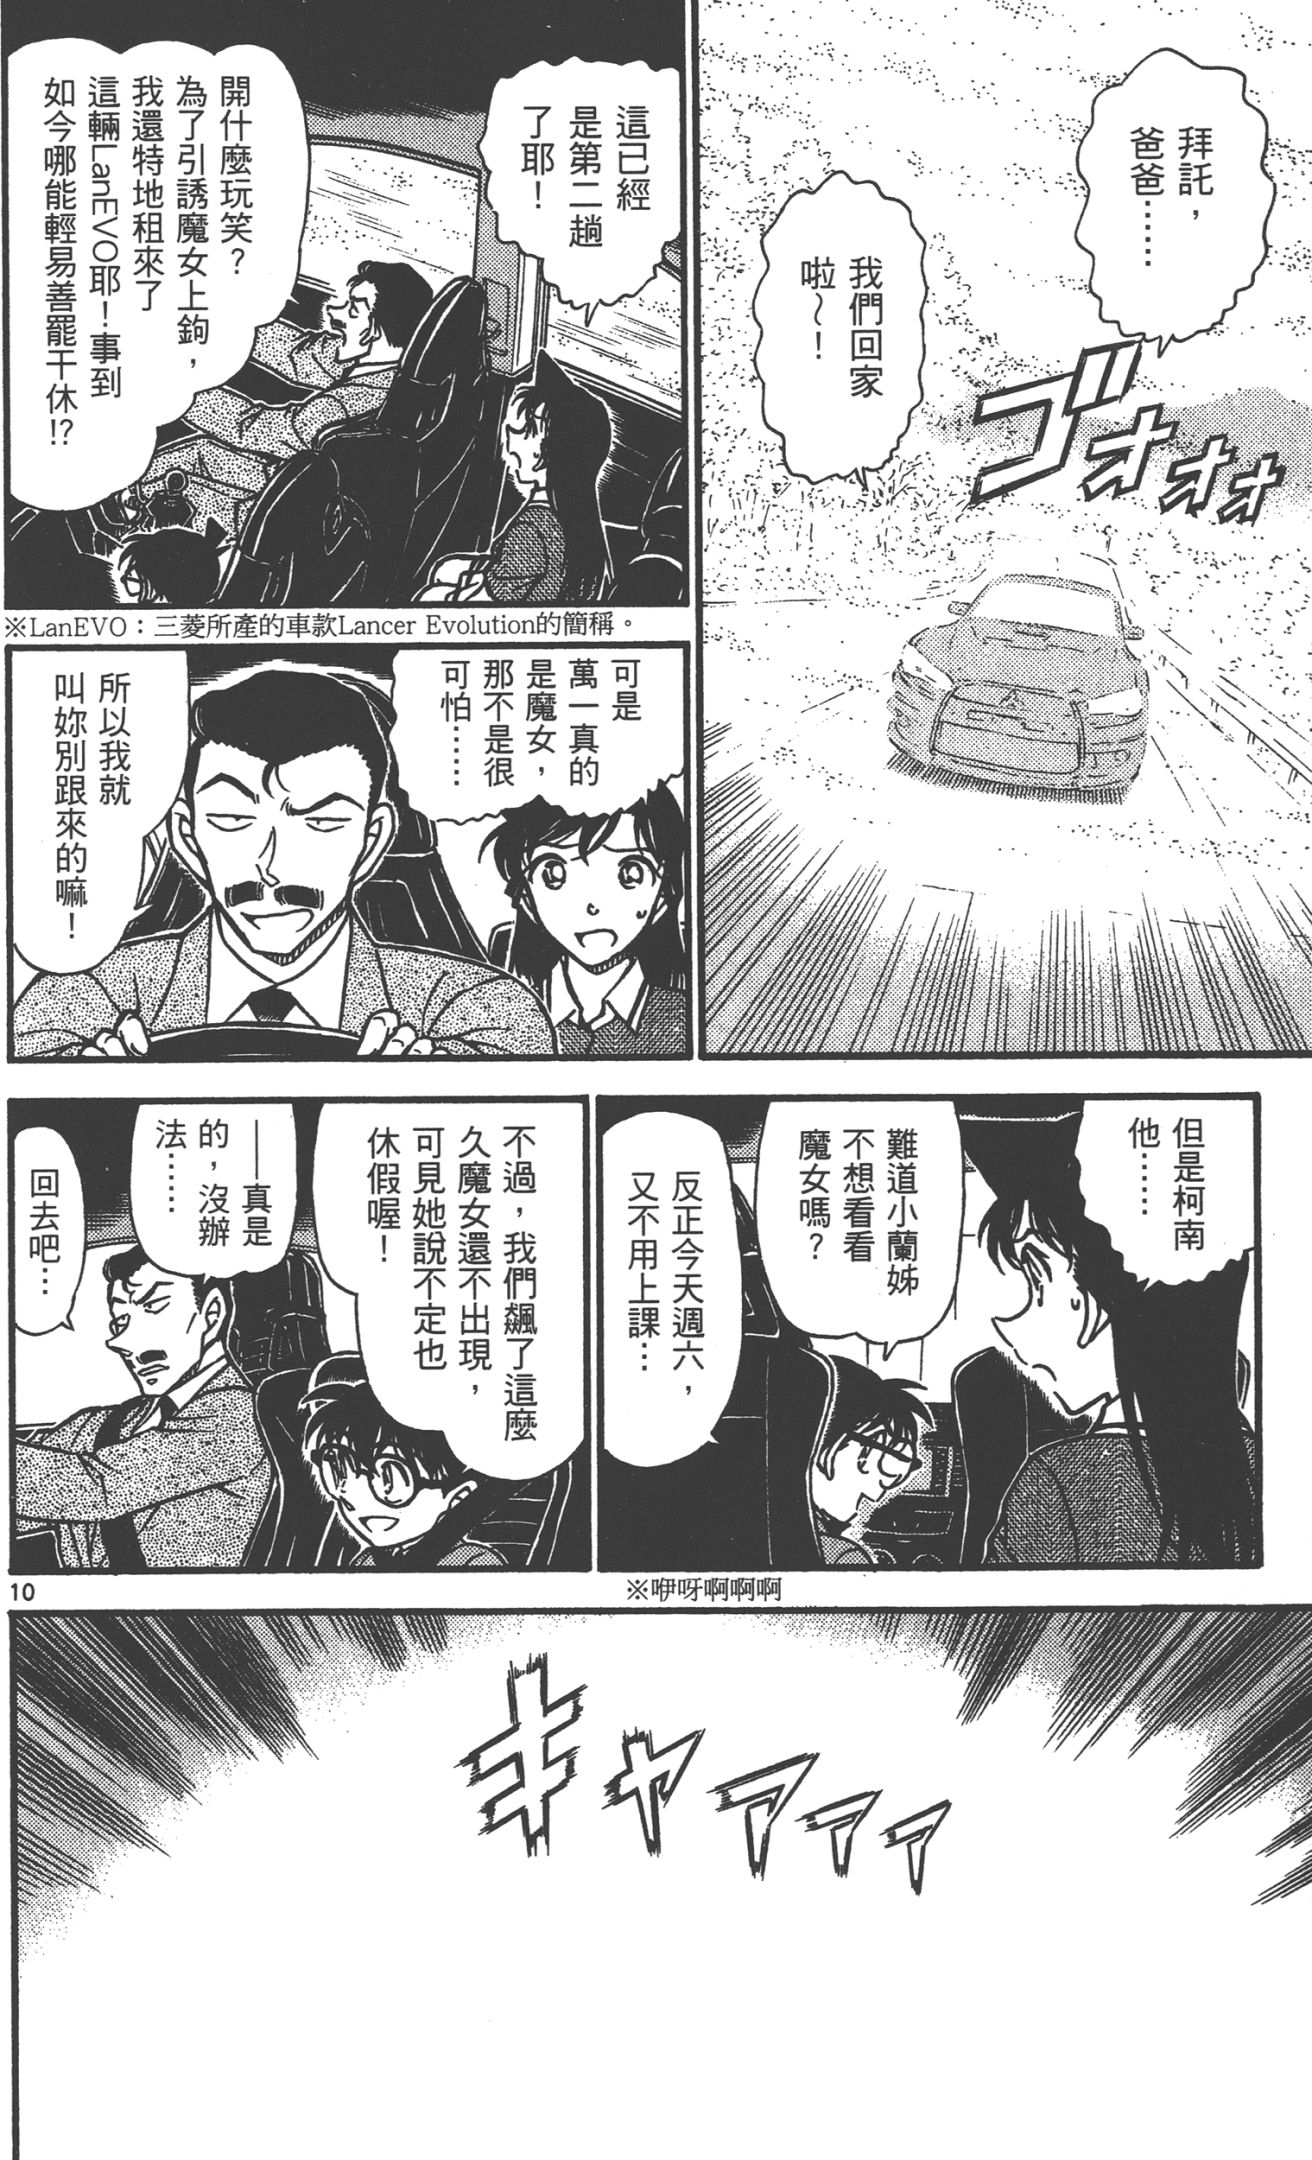 拜託，
爸爸……
我們回家
啦～！
ゴォォォ
這已經
是第二趟
了耶！
開什麼玩笑？
為了引誘魔女上鉤，
我還特地租來了
這輛LanEVO耶！事到
如今哪能輕易善罷干休!?
※LanEVO：三菱所產的車款Lancer Evolution的簡稱。
可是
萬一真的
是魔女，
那不是很
可怕……
所以我就
叫妳別跟來的嘛！
但是柯南
他……
難道小蘭姊
不想看看
魔女嗎？
反正今天週六，
又不用上課…
不過，我們飆了這麼
久魔女還不出現，
可見她說不定也
休假喔！
——真是
的，沒辦
法……
回去吧…
10
※咿呀啊啊啊
キャァァァ